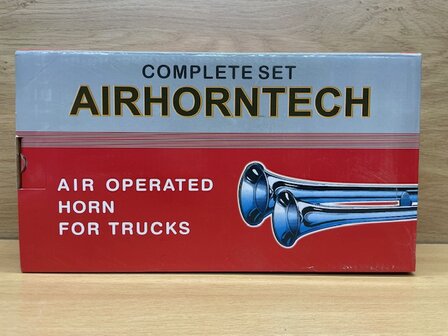 COMPLETE SET
AIRHORNTECH
AIR OPERATED
HORN
FOR TRUCKS